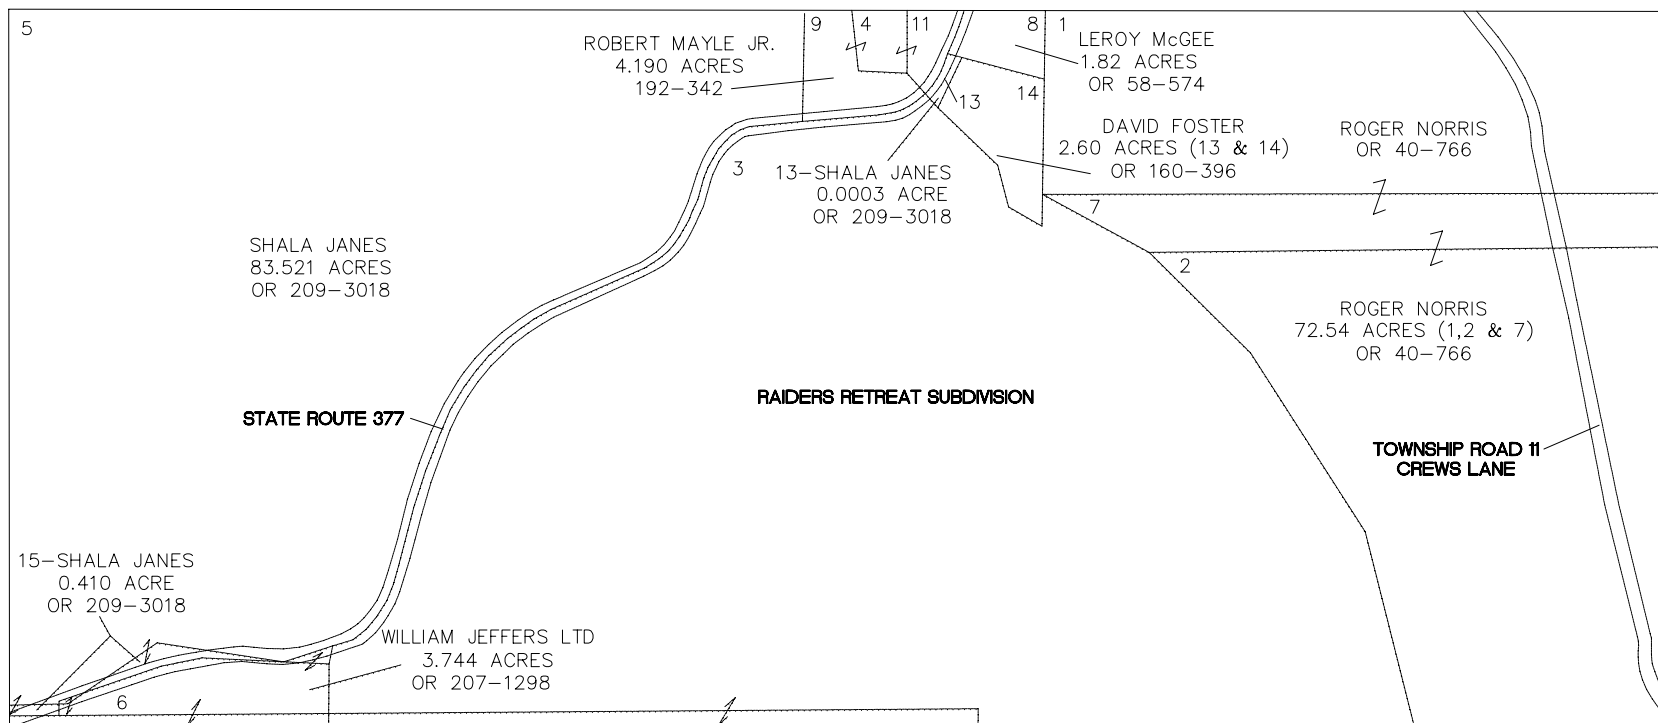 5
9
4
11
8
1
ROBERT MAYLE JR.
4.190 ACRES
192-342
LEROY McGEE
1.82 ACRES
OR 58-574
13
14
DAVID FOSTER
2.60 ACRES (13 & 14)
OR 160-396
ROGER NORRIS
OR 40-766
3
13-SHALA JANES
0.0003 ACRE
OR 209-3018
7
SHALA JANES
83.521 ACRES
OR 209-3018
2
ROGER NORRIS
72.54 ACRES (1,2 & 7)
OR 40-766
RAIDERS RETREAT SUBDIVISION
STATE ROUTE 377
TOWNSHIP ROAD 11
CREWS LANE
15-SHALA JANES
0.410 ACRE
OR 209-3018
WILLIAM JEFFERS LTD
3.744 ACRES
OR 207-1298
6